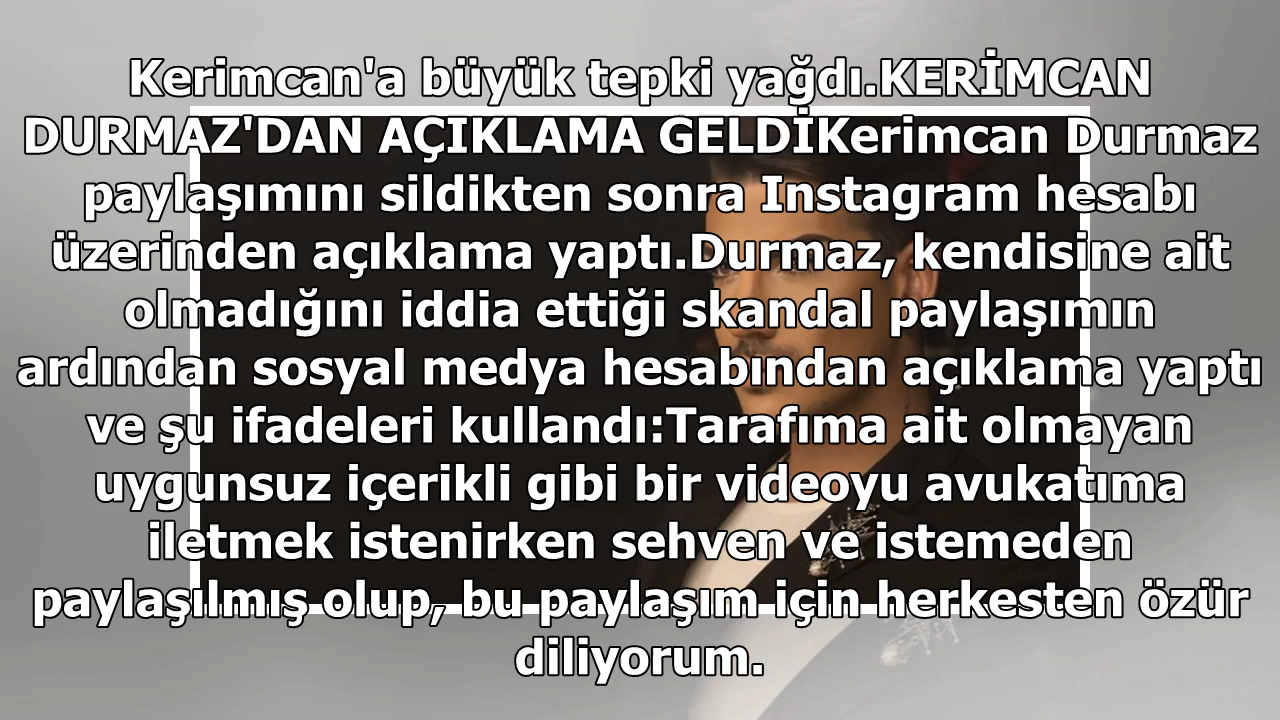 Kerimcan'a büyük tepki yağdı.KERİMCAN
DURMAZ'DAN AÇIKLAMA GELDİKerimcan Durmaz
paylaşımını sildikten sonra Instagram hesabı
üzerinden açıklama yaptı.Durmaz, kendisine ait
olmadığını iddia ettiği skandal paylaşımın
ardından sosyal medya hesabından açıklama yaptı
ve şu ifadeleri kullandı:Tarafıma ait olmayan
uygunsuz içerikli gibi bir videoyu avukatıma
iletmek istenirken sehven ve istemeden
paylaşılmış olup, bu paylaşım için herkesten özür
diliyorum.